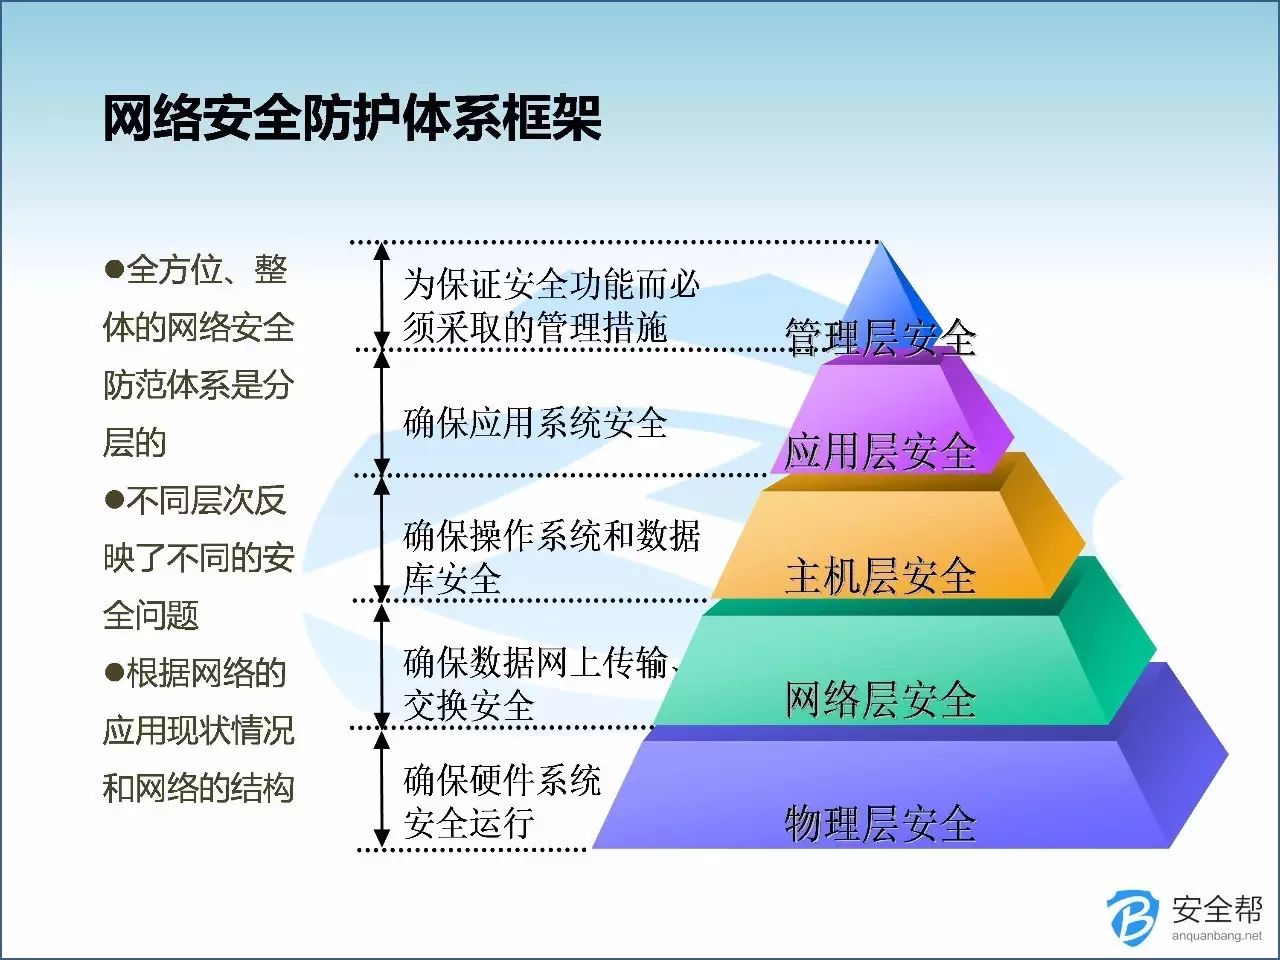 网络安全防护体系框架
●全方位、整
体的网络安全
防范体系是分
层的
●不同层次反
映了不同的安
全问题
●根据网络的
应用现状情况
和网络的结构
为保证安全功能而必
须采取的管理措施
管理层安全
确保应用系统安全
应用层安全
确保操作系统和数据
库安全
主机层安全
确保数据网上传输、
交换安全
网络层安全
确保硬件系统
安全运行
物理层安全
安全帮
anquanbang.net